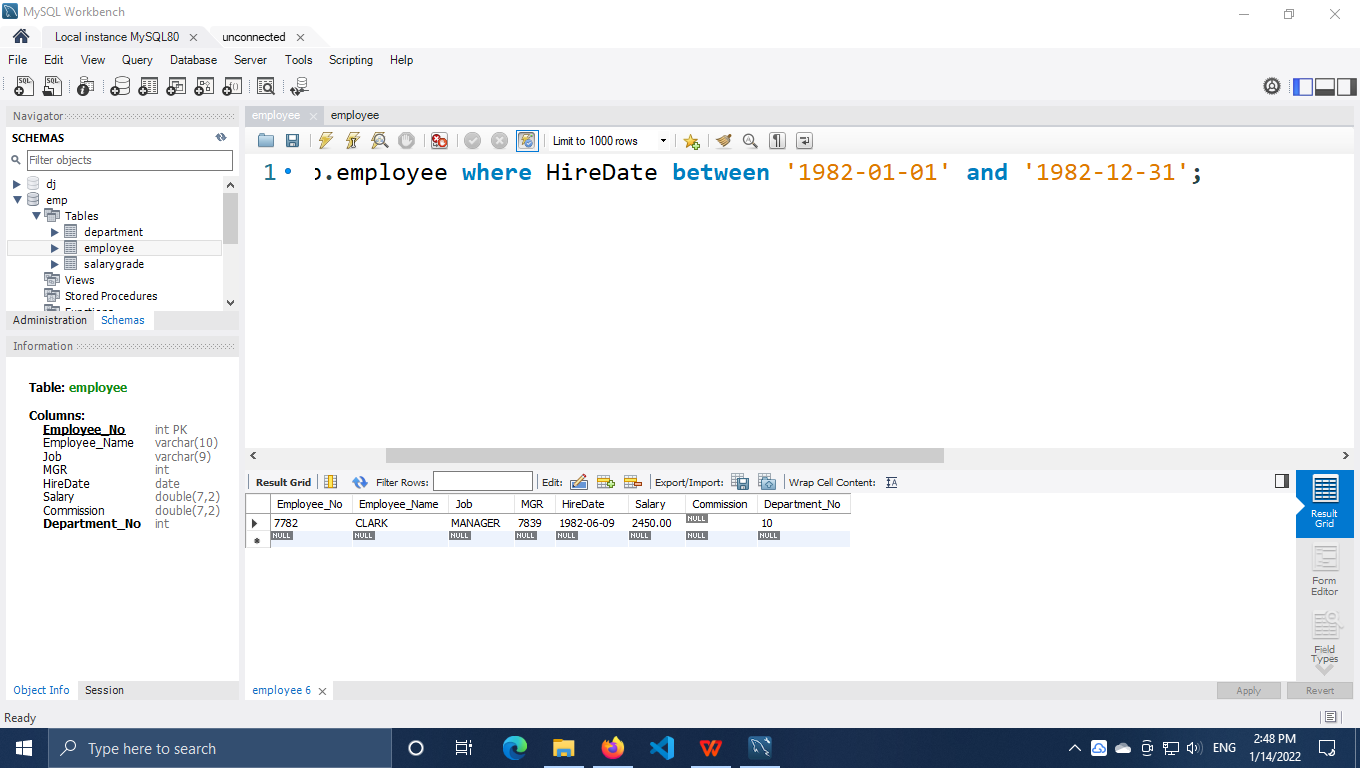 MySQL Workbench
Local instance MySQL80
unconnected
File Edit View Query Database Server Tools Scripting Help
Navigator
SCHEMAS
Filter objects
dj
emp
Tables
department
employee
salarygrade
Views
Stored Procedures
Functions
Administration Schemas
Information
Table: employee
Columns:
Employee_No int PK
Employee_Name varchar(10)
Job varchar(9)
MGR int
HireDate date
Salary double(7,2)
Commission double(7,2)
Department_No int
Object Info Session
employee employee
Limit to 1000 rows
1 .employee where HireDate between '1982-01-01' and '1982-12-31';
Result Grid Filter Rows: Edit: Export/Import: Wrap Cell Content:
Employee_No Employee_Name Job MGR HireDate Salary Commission Department_No
7782 CLARK MANAGER 7839 1982-06-09 2450.00 NULL 10
NULL NULL NULL NULL NULL NULL NULL NULL
Result
Grid
Form
Editor
Field
Types
employee 6
Apply Revert
Ready
Type here to search
ENG
2:48 PM
1/14/2022